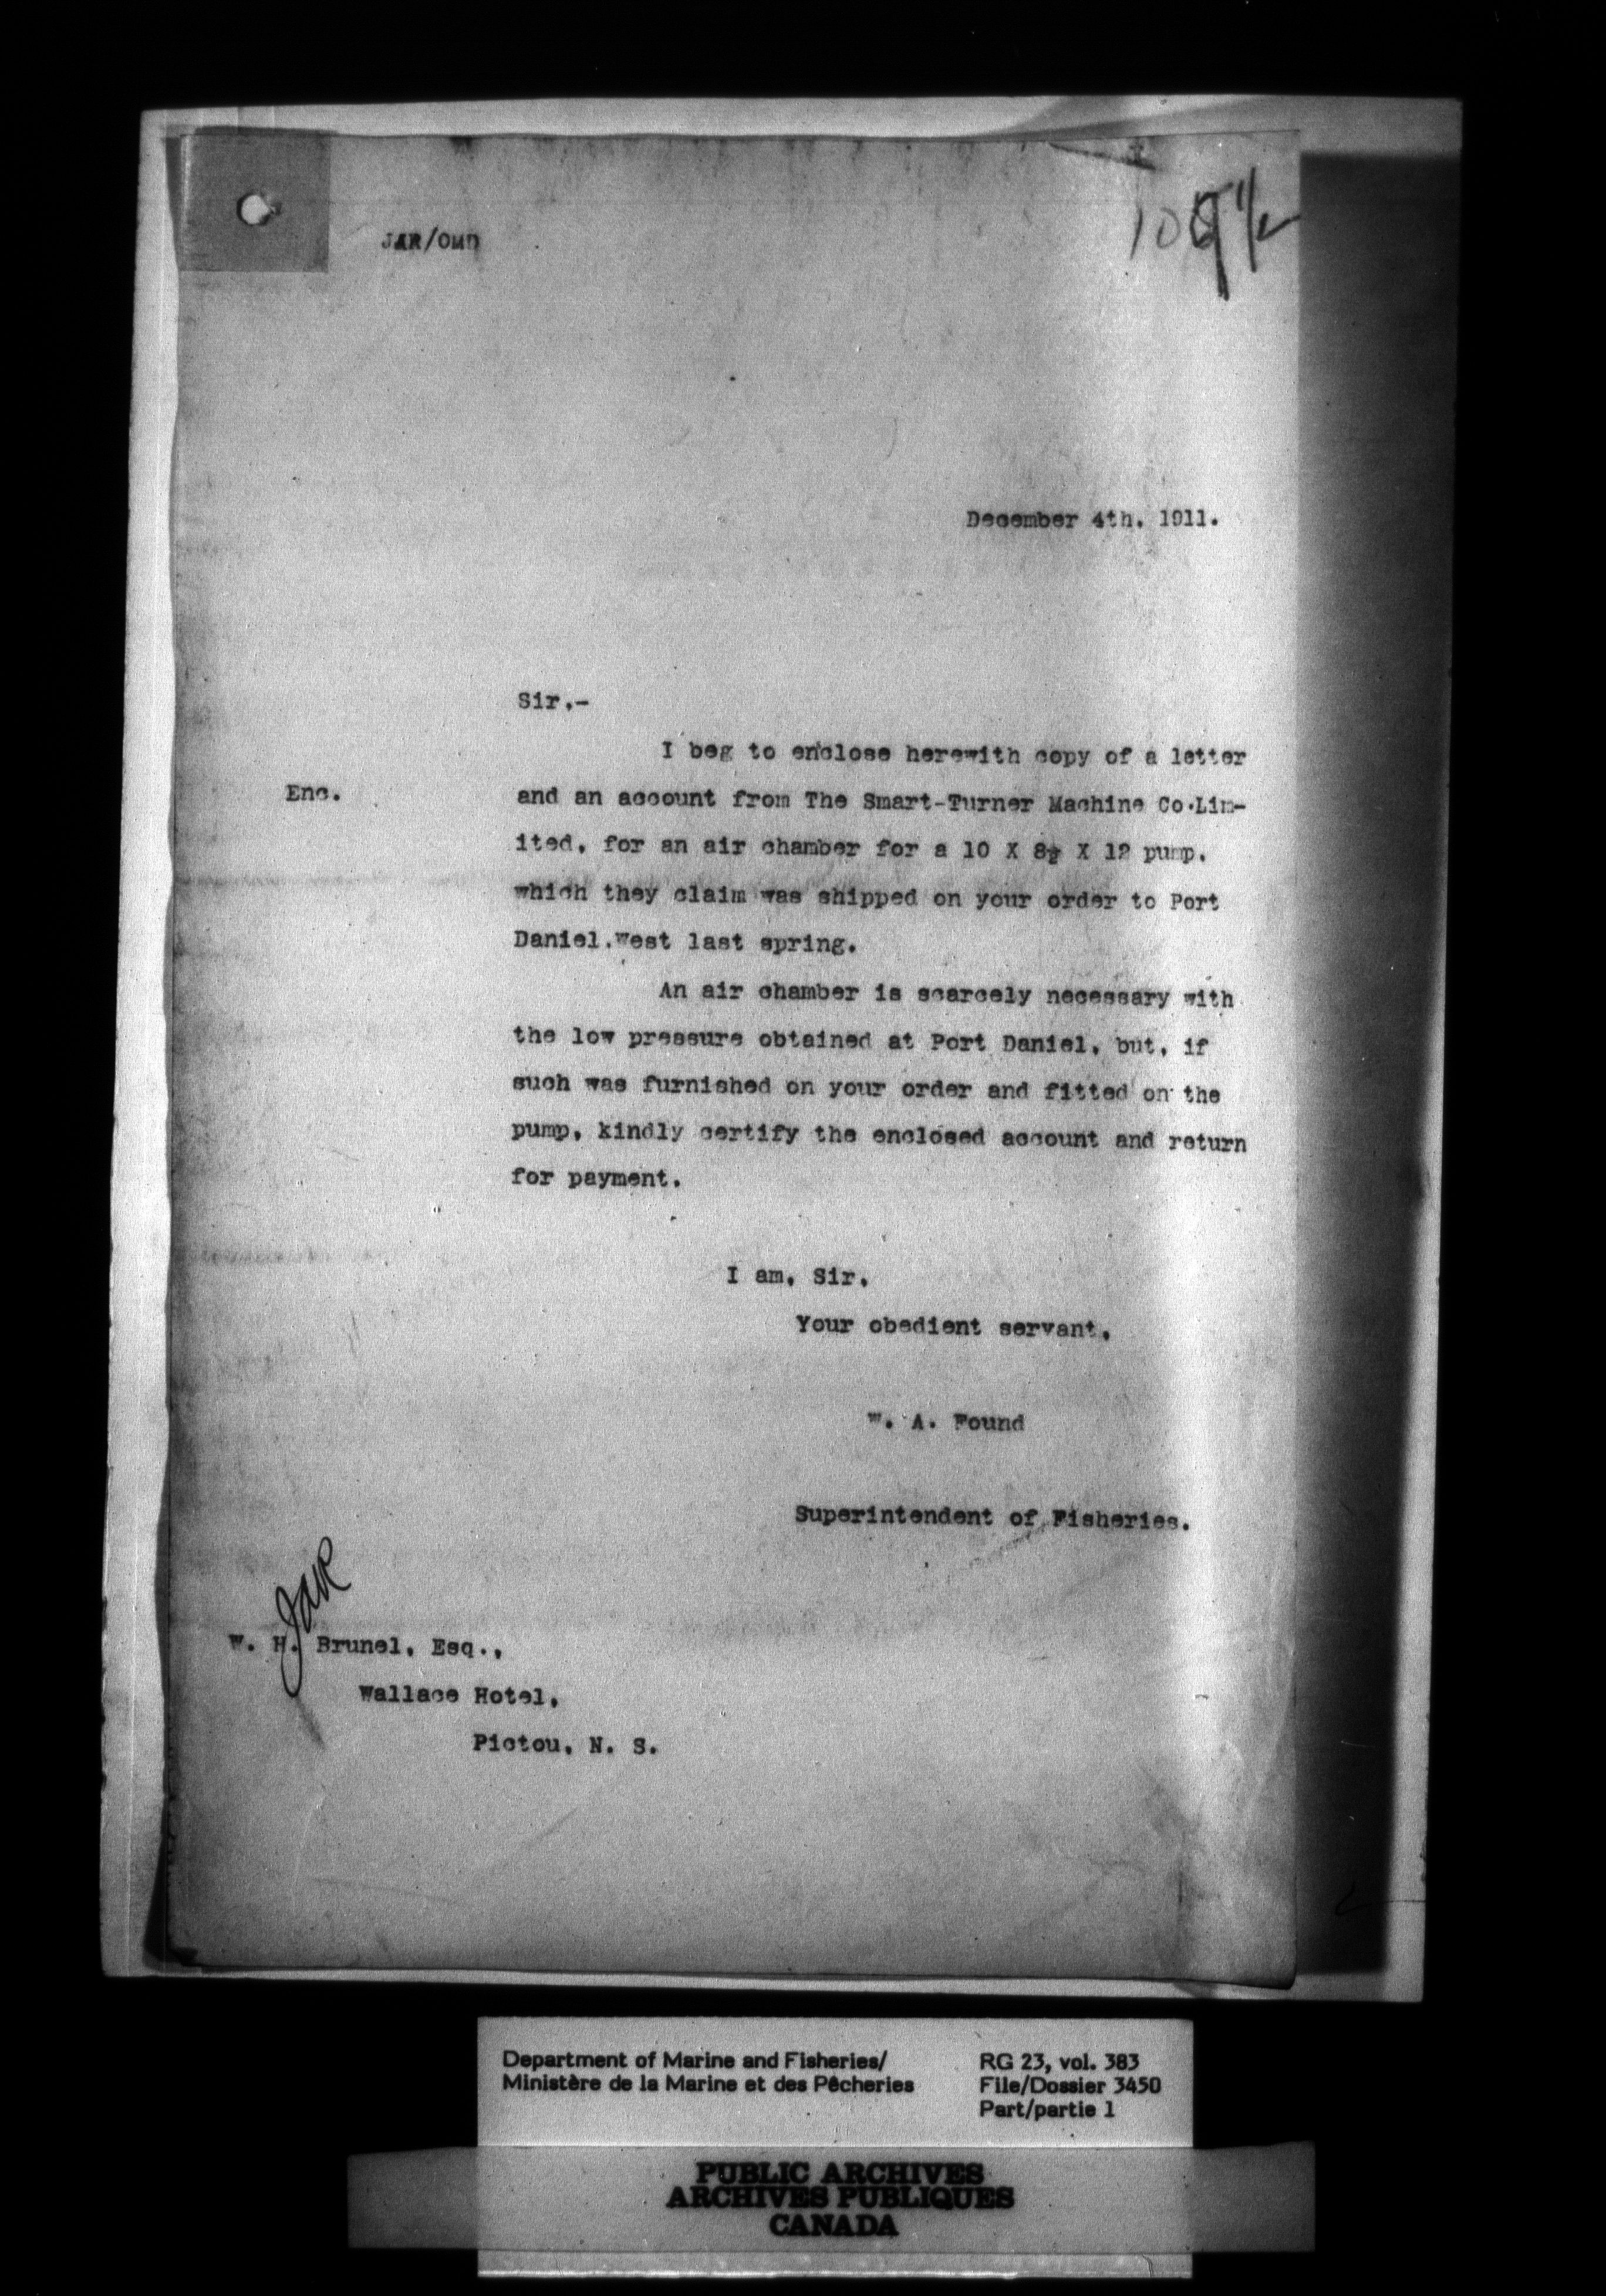 JAR/OMD
December 4th. 1911.
Sir,-
I beg to enclose herewith copy of a letter
Enc.
and an account from The Smart-Turner Machine Co.Lim-
ited, for an air chamber for a 10 X 8½ X 12 pump,
which they claim was shipped on your order to Port
Daniel.West last spring.
An air chamber is scarcely necessary with
the low pressure obtained at Port Daniel, but, if
such was furnished on your order and fitted on the
pump, kindly certify the enclosed account and return
for payment.
I am, Sir,
Your obedient servant,
W. A. Found
Superintendent of Fisheries.
JAR
W. H. Brunel, Esq.,
Wallace Hotel,
Pictou, N. S.
Department of Marine and Fisheries/
Ministère de la Marine et des Pêcheries
RG 23, vol. 383
File/Dossier 3450
Part/partie 1
PUBLIC ARCHIVES
ARCHIVES PUBLIQUES
CANADA